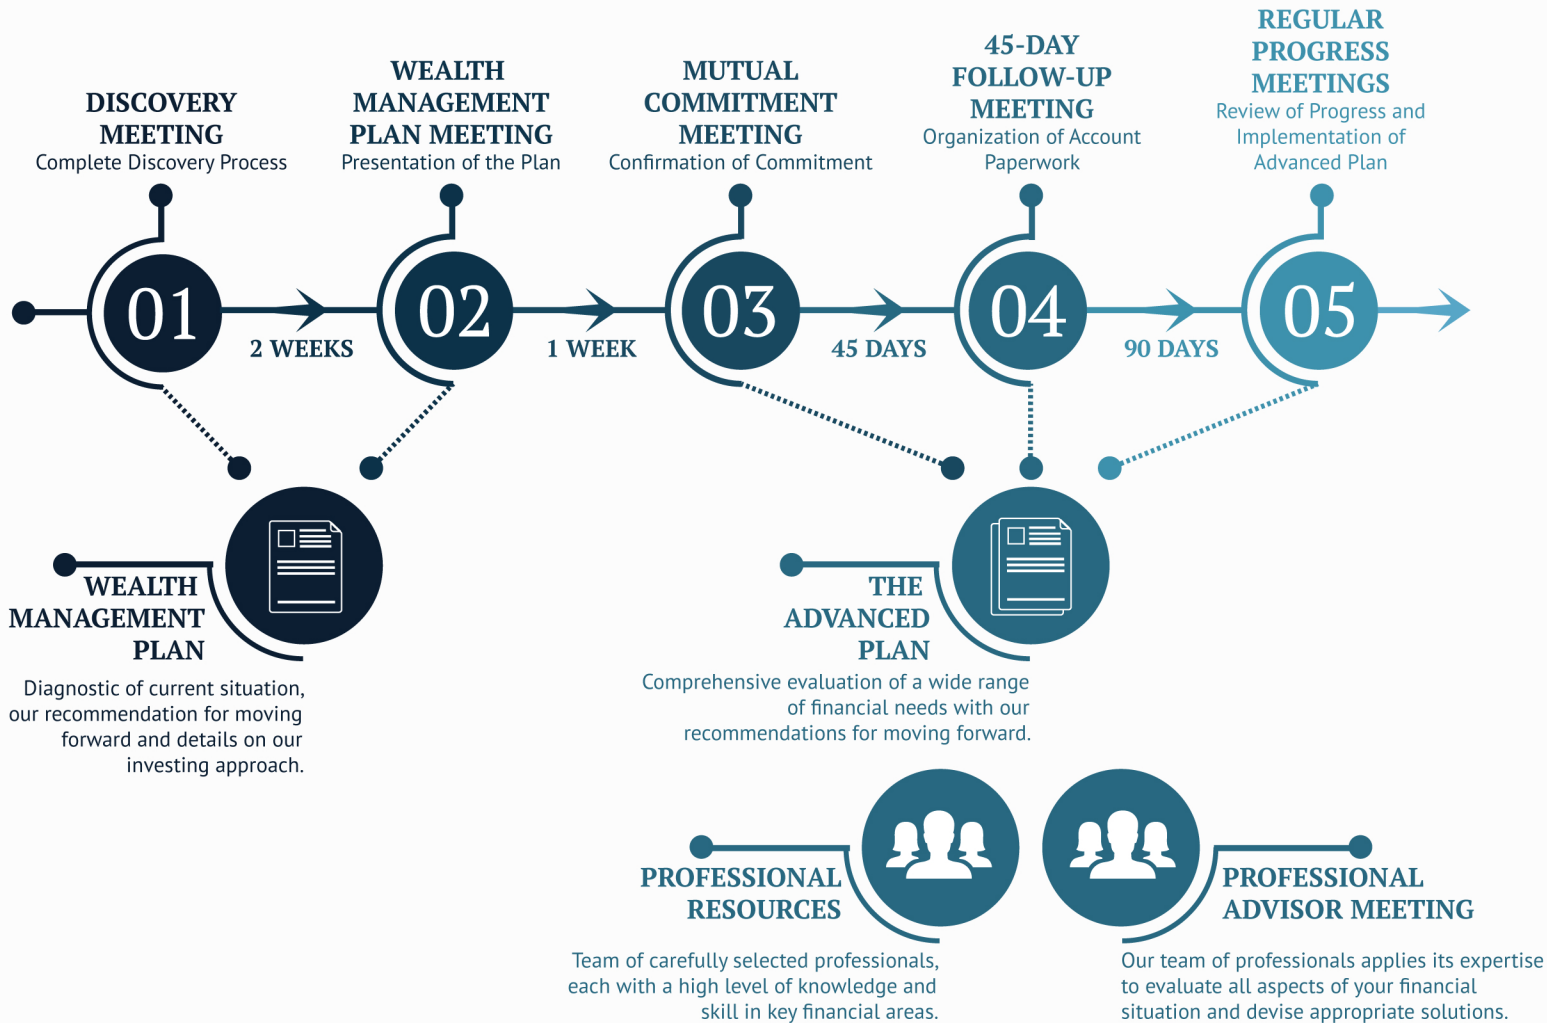 DISCOVERY
MEETING
Complete Discovery Process
WEALTH
MANAGEMENT
PLAN MEETING
Presentation of the Plan
MUTUAL
COMMITMENT
MEETING
Confirmation of Commitment
45-DAY
FOLLOW-UP
MEETING
Organization of Account
Paperwork
REGULAR
PROGRESS
MEETINGS
Review of Progress and
Implementation of
Advanced Plan
01
2 WEEKS
02
1 WEEK
03
45 DAYS
04
90 DAYS
05
WEALTH
MANAGEMENT
PLAN
Diagnostic of current situation,
our recommendation for moving
forward and details on our
investing approach.
THE
ADVANCED
PLAN
Comprehensive evaluation of a wide range
of financial needs with our
recommendations for moving forward.
PROFESSIONAL
RESOURCES
Team of carefully selected professionals,
each with a high level of knowledge and
skill in key financial areas.
PROFESSIONAL
ADVISOR MEETING
Our team of professionals applies its expertise
to evaluate all aspects of your financial
situation and devise appropriate solutions.